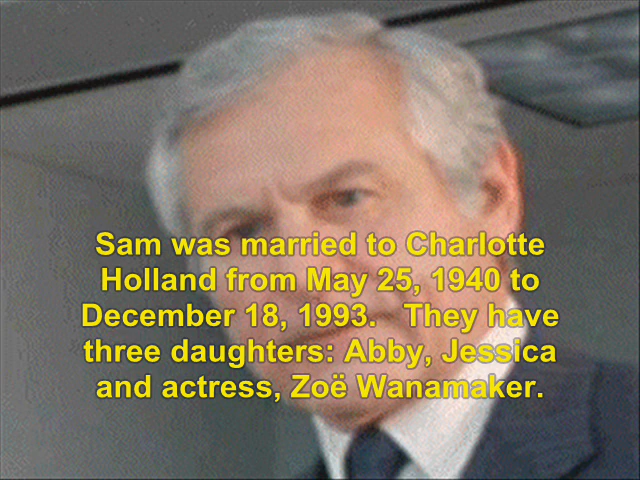 Sam was married to Charlotte
Holland from May 25, 1940 to
December 18, 1993.   They have
three daughters: Abby, Jessica
and actress, Zoë Wanamaker.